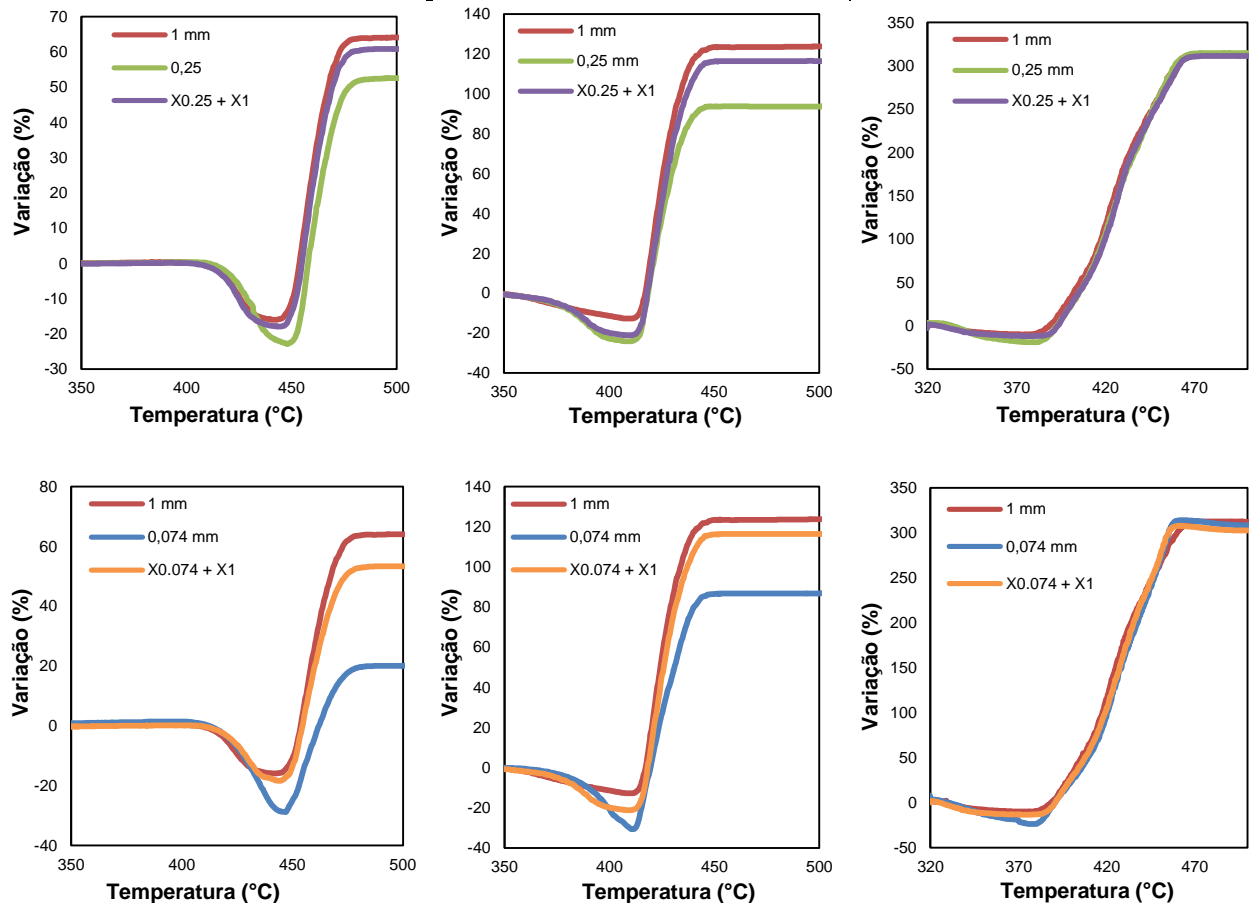 70
60
50
40
30
20
10
0
-10
-20
-30
350
400
450
500
Variação (%)
Temperatura (°C)
1 mm
0,25
X0.25 + X1
140
120
100
80
60
40
20
0
-20
-40
350
400
450
500
Variação (%)
Temperatura (°C)
1 mm
0,25 mm
X0.25 + X1
350
300
250
200
150
100
50
0
-50
320
370
420
470
Variação (%)
Temperatura (°C)
1 mm
0,25 mm
X0.25 + X1
80
60
40
20
0
-20
-40
350
400
450
500
Variação (%)
Temperatura (°C)
1 mm
0,074 mm
X0.074 + X1
140
120
100
80
60
40
20
0
-20
-40
350
400
450
500
Variação (%)
Temperatura (°C)
1 mm
0,074 mm
X0.074 + X1
350
300
250
200
150
100
50
0
-50
320
370
420
470
Variação (%)
Temperatura (°C)
1 mm
0,074 mm
X0.074 + X1